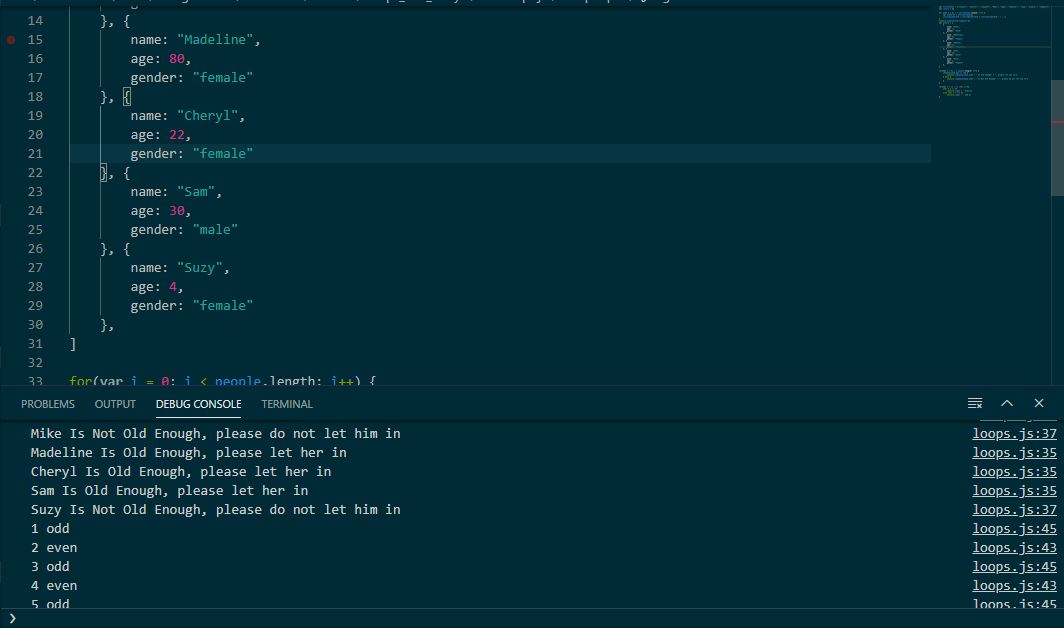 14 }, {
15 name: "Madeline",
16 age: 80,
17 gender: "female"
18 }, {
19 name: "Cheryl",
20 age: 22,
21 gender: "female"
22 }, {
23 name: "Sam",
24 age: 30,
25 gender: "male"
26 }, {
27 name: "Suzy",
28 age: 4,
29 gender: "female"
30 },
31 ]
32
33 for(var i = 0; i < people.length; i++) {
PROBLEMS OUTPUT DEBUG CONSOLE TERMINAL
Mike Is Not Old Enough, please do not let him in loops.js:37
Madeline Is Old Enough, please let her in loops.js:35
Cheryl Is Old Enough, please let her in loops.js:35
Sam Is Old Enough, please let her in loops.js:35
Suzy Is Not Old Enough, please do not let him in loops.js:37
1 odd loops.js:45
2 even loops.js:43
3 odd loops.js:45
4 even loops.js:43
5 odd loops.js:45